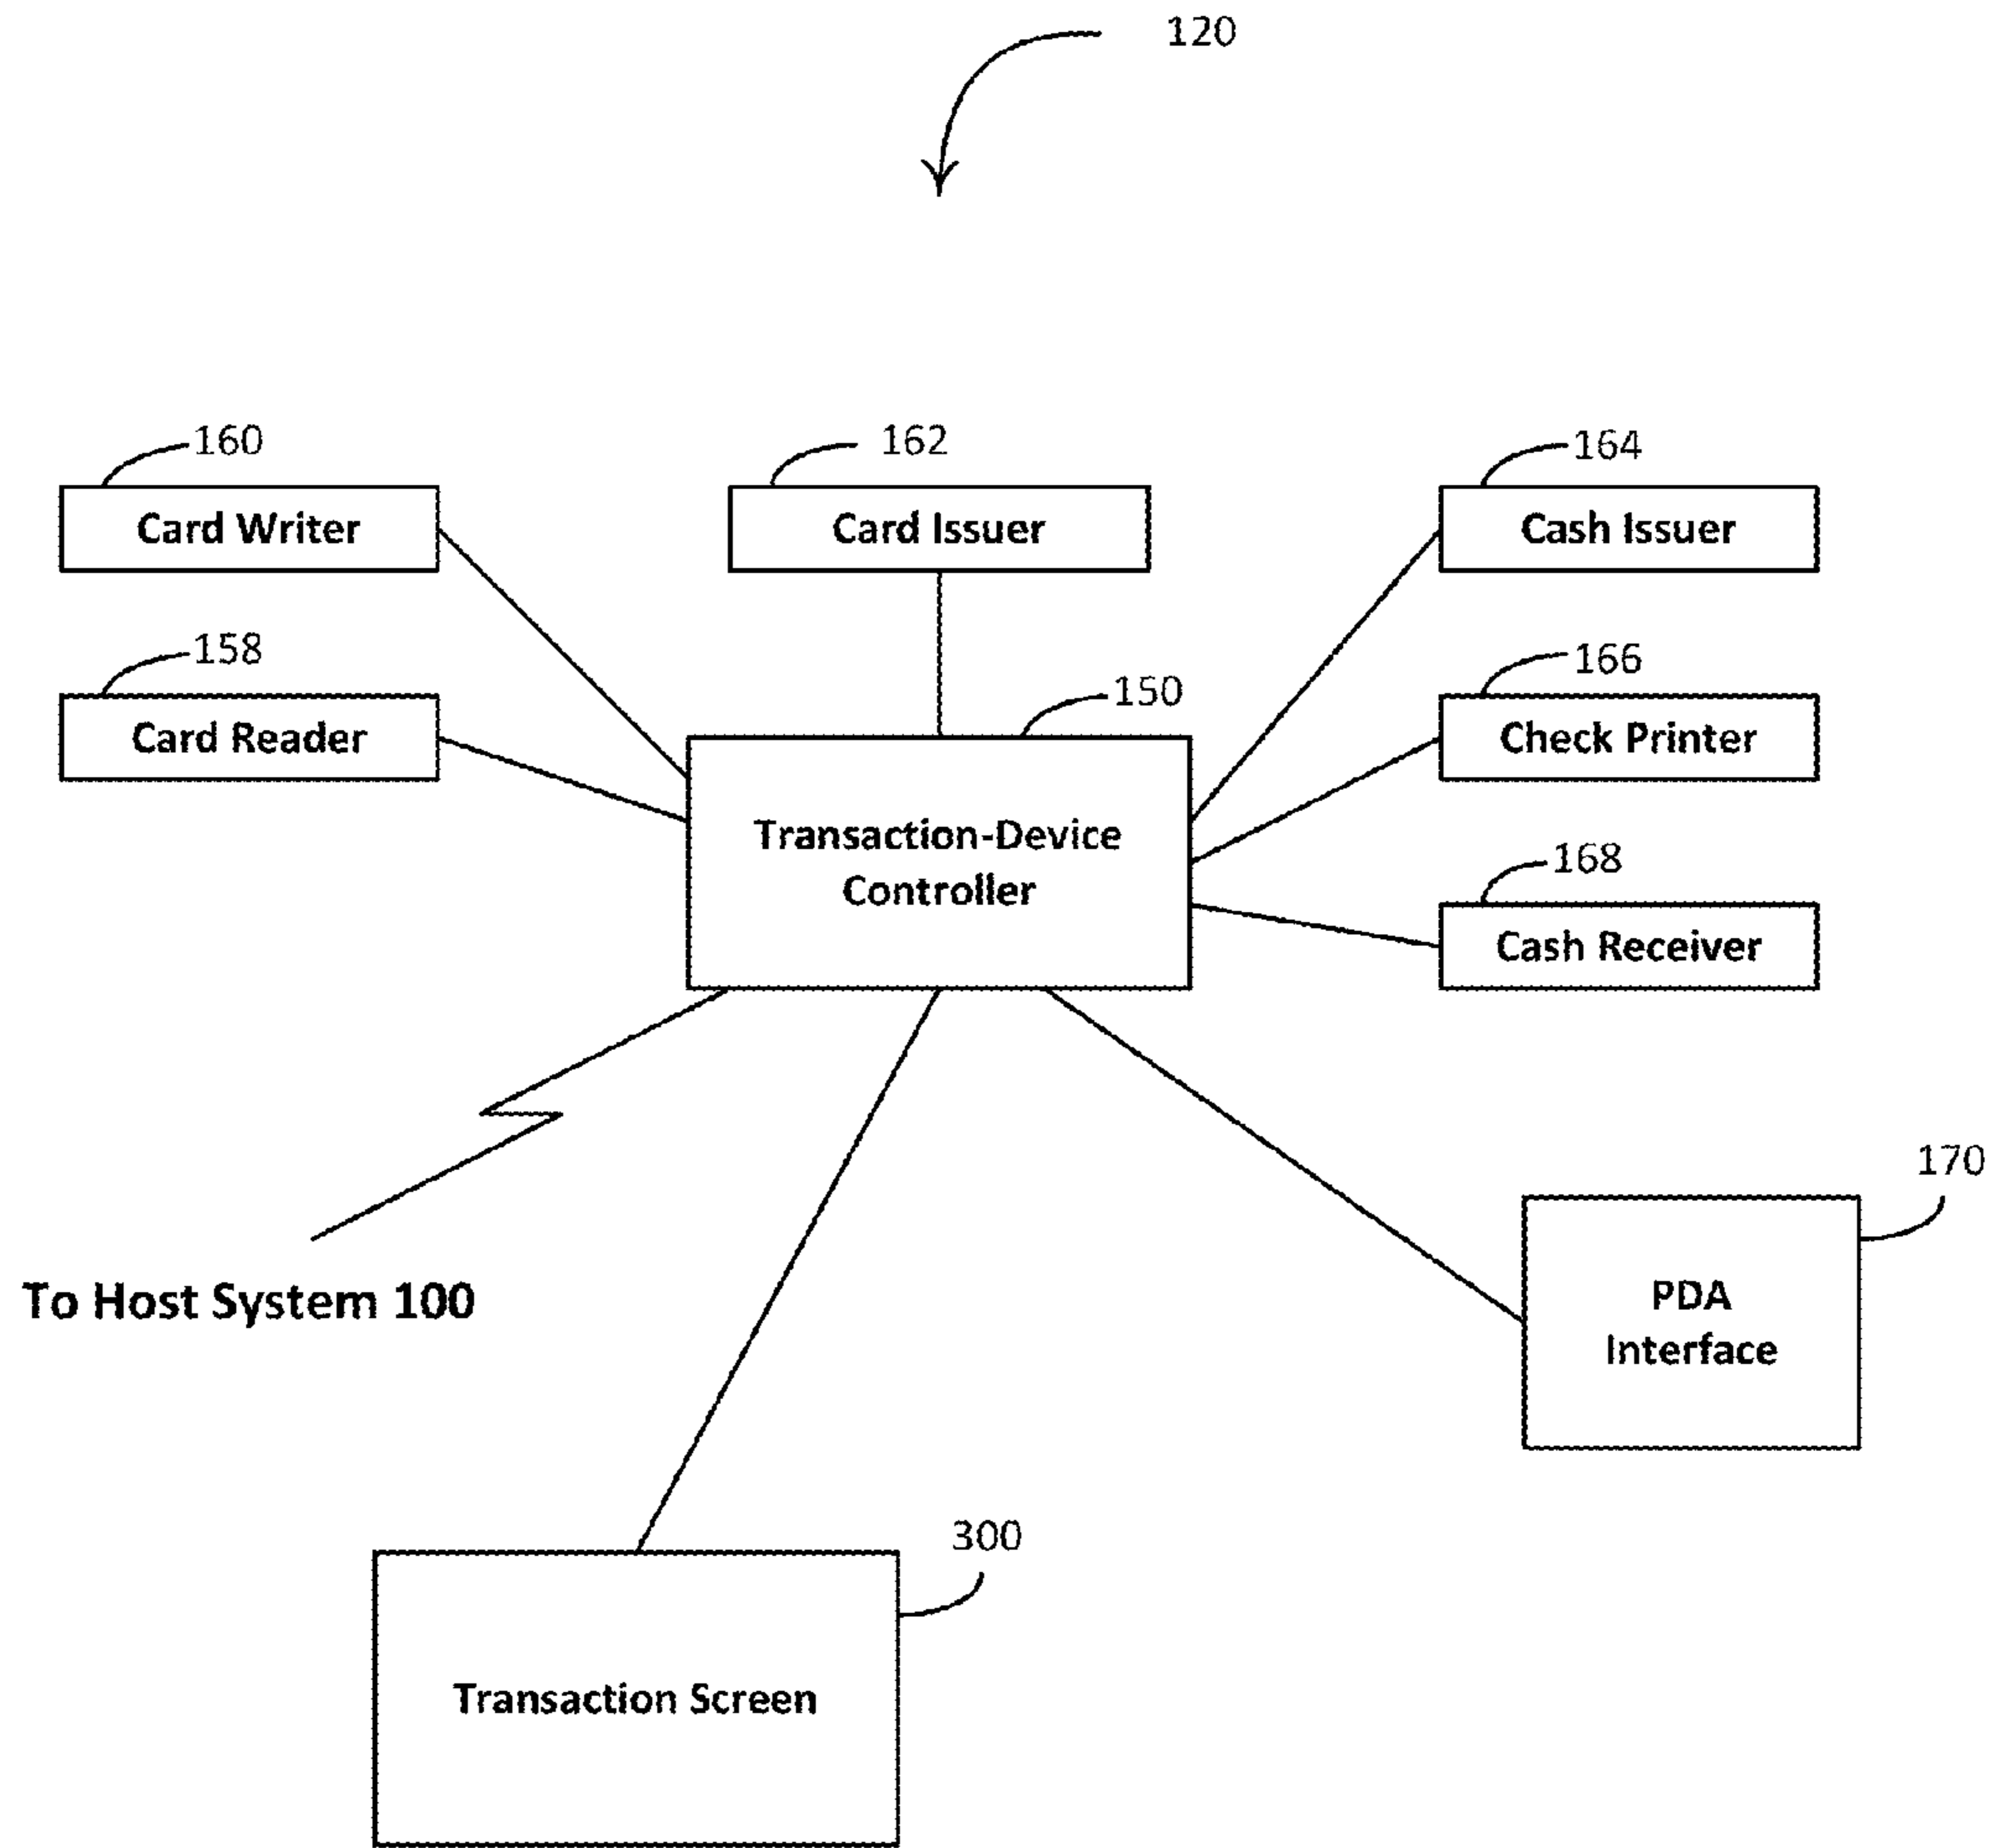 120
160
162
164
Card Writer
Card Issuer
Cash Issuer
158
166
150
Card Reader
Check Printer
Transaction-Device
Controller
168
Cash Receiver
170
To Host System 100
PDA
Interface
300
Transaction Screen